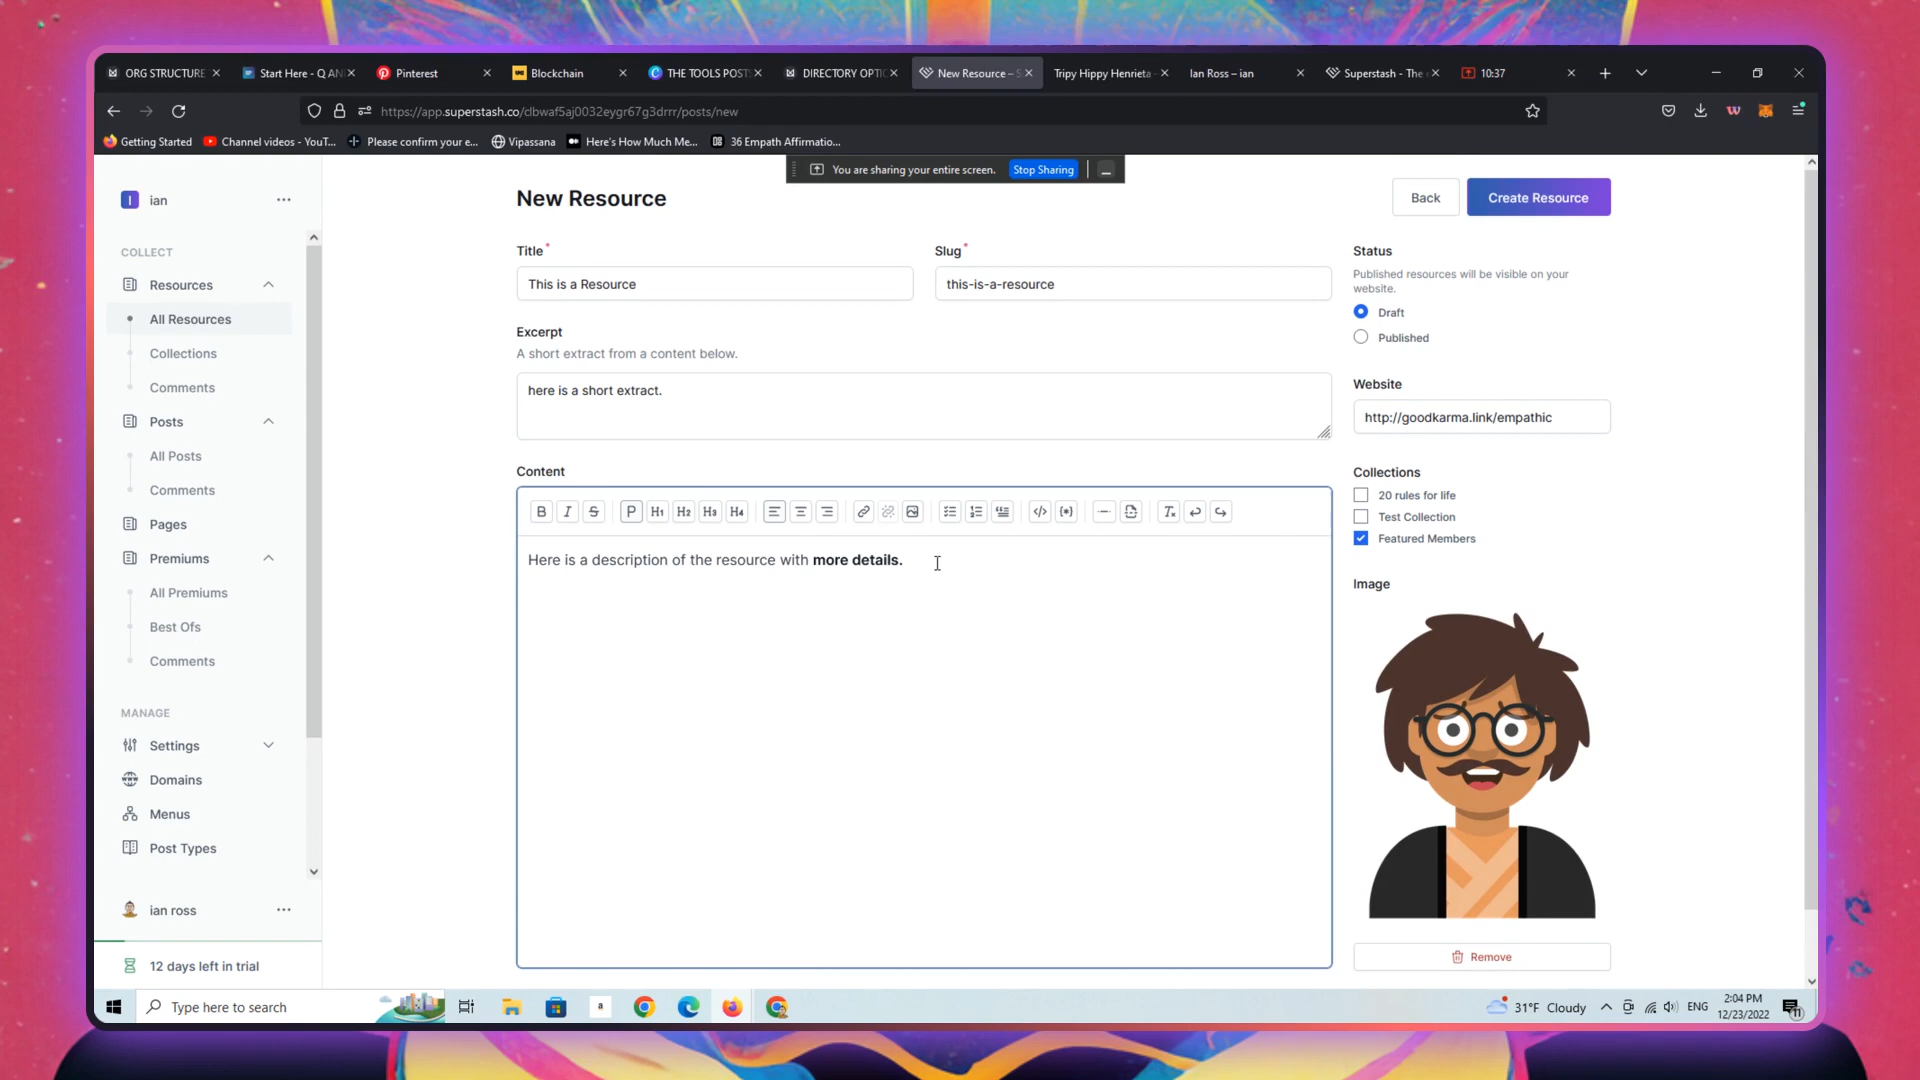 ORG STRUCTURE
Start Here - Q AN
Pinterest
Blockchain
THE TOOLS POST
DIRECTORY OPTIO
New Resource – S
Tripy Hippy Henrieta -
Ian Ross – ian
Superstash - The
10:37
https://app.superstash.co/clbwaf5aj0032eygr67g3drrr/posts/new
Getting Started
Channel videos - YouT...
Please confirm your e...
Vipassana
Here's How Much Me...
36 Empath Affirmatio...
You are sharing your entire screen.
Stop Sharing
I ian
COLLECT
Resources
All Resources
Collections
Comments
Posts
All Posts
Comments
Pages
Premiums
All Premiums
Best Ofs
Comments
MANAGE
Settings
Domains
Menus
Post Types
ian ross
12 days left in trial
New Resource
Back
Create Resource
Title*
This is a Resource
Slug*
this-is-a-resource
Excerpt
A short extract from a content below.
here is a short extract.
Content
B I S P H1 H2 H3 H4
Here is a description of the resource with more details.
Status
Published resources will be visible on your
website.
Draft
Published
Website
http://goodkarma.link/empathic
Collections
20 rules for life
Test Collection
Featured Members
Image
Remove
Type here to search
a
31°F Cloudy
ENG
2:04 PM
12/23/2022
11